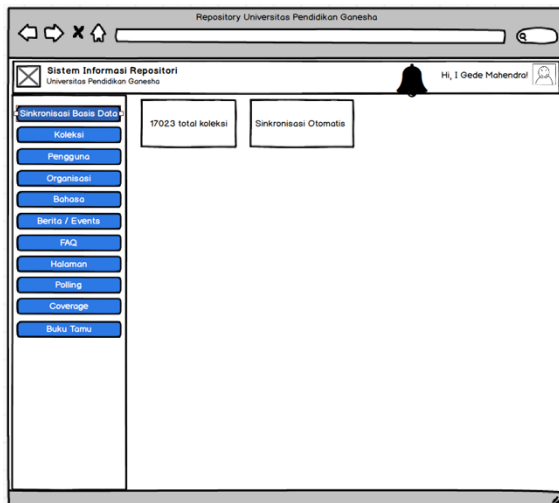 Repository Universitas Pendidikan Ganesha
Sistem Informasi Repositori
Universitas Pendidikan Ganesha
Hi, I Gede Mahendra!
Sinkronisasi Basis Data
Koleksi
Pengguna
Organisasi
Bahasa
Berita / Events
FAQ
Halaman
Polling
Coverage
Buku Tamu
17023 total koleksi
Sinkronisasi Otomatis